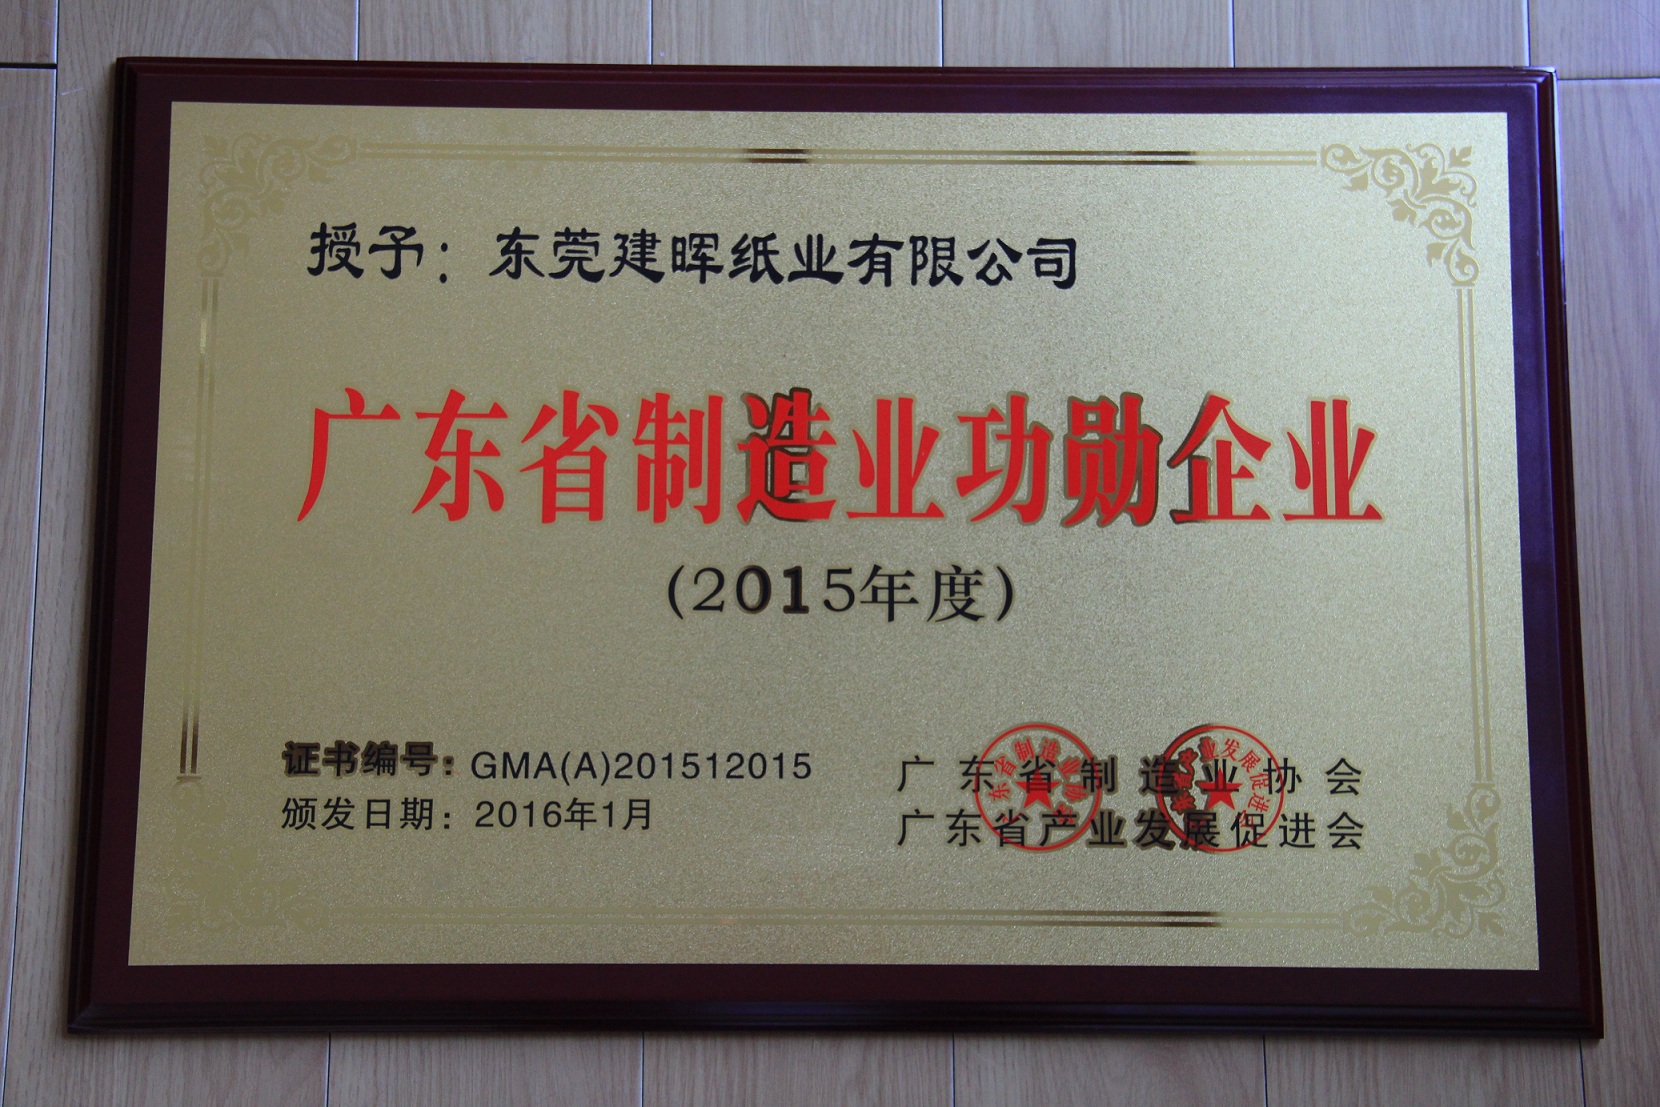 授予：东莞建晖纸业有限公司
广东省制造业功勋企业
(2015年度)
证书编号：GMA(A)201512015
颁发日期：2016年1月
广东省制造业协会
广东省产业发展促进会